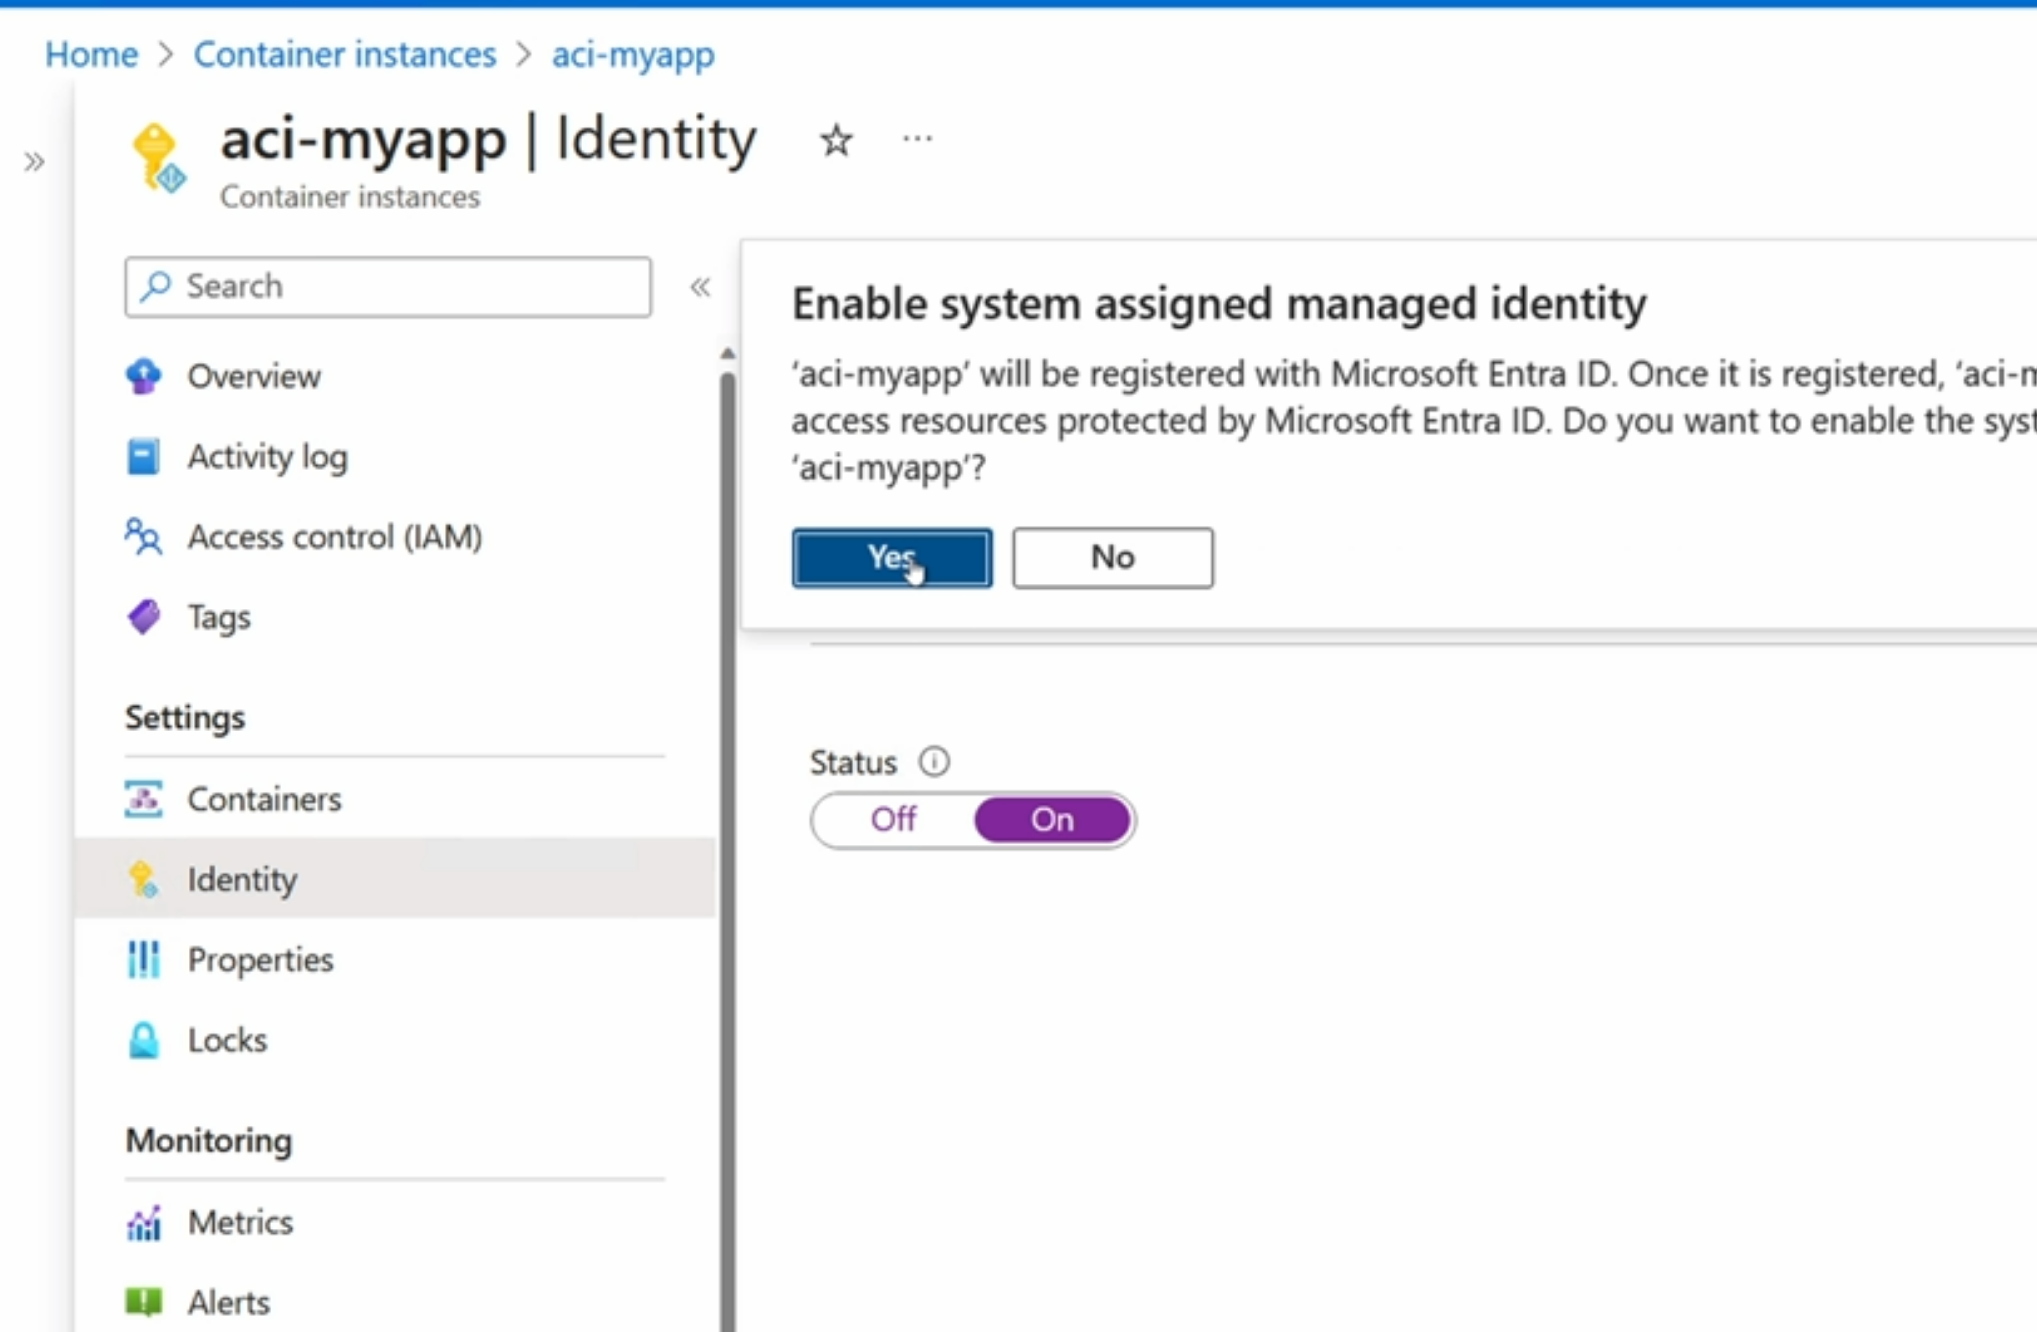 Home > Container instances > aci-myapp
aci-myapp | Identity
Container instances
Search
Overview
Activity log
Access control (IAM)
Tags
Settings
Containers
Identity
Properties
Locks
Monitoring
Metrics
Alerts
Enable system assigned managed identity
'aci-myapp' will be registered with Microsoft Entra ID. Once it is registered, 'aci-
access resources protected by Microsoft Entra ID. Do you want to enable the
'aci-myapp'?
Yes No
Status
Off On